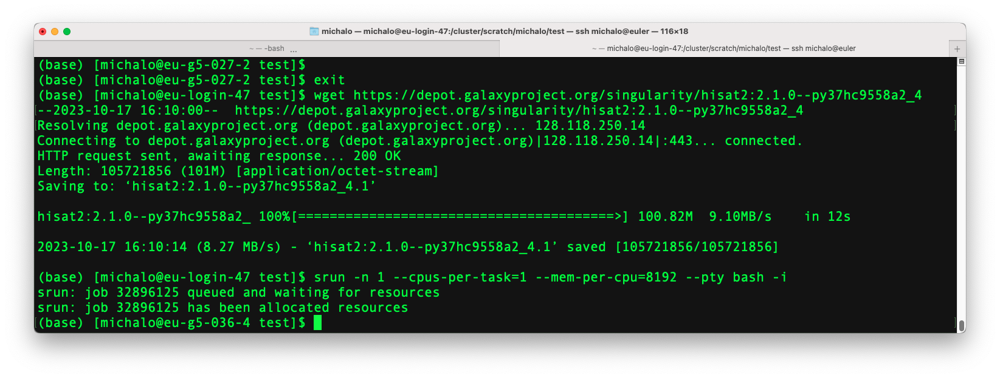 michalo — michalo@eu-login-47:/cluster/scratch/michalo/test — ssh michalo@euler — 116×18
~ — -bash ...
~ — michalo@eu-login-47:/cluster/scratch/michalo/test — ssh michalo@euler
+
(base) [michalo@eu-g5-027-2 test]$
(base) [michalo@eu-g5-027-2 test]$ exit
(base) [michalo@eu-login-47 test]$ wget https://depot.galaxyproject.org/singularity/hisat2:2.1.0--py37hc9558a2_4
--2023-10-17 16:10:00--  https://depot.galaxyproject.org/singularity/hisat2:2.1.0--py37hc9558a2_4
Resolving depot.galaxyproject.org (depot.galaxyproject.org)... 128.118.250.14
Connecting to depot.galaxyproject.org (depot.galaxyproject.org)|128.118.250.14|:443... connected.
HTTP request sent, awaiting response... 200 OK
Length: 105721856 (101M) [application/octet-stream]
Saving to: ‘hisat2:2.1.0--py37hc9558a2_4.1’
hisat2:2.1.0--py37hc9558a2_ 100%[========================================>] 100.82M  9.10MB/s    in 12s
2023-10-17 16:10:14 (8.27 MB/s) - ‘hisat2:2.1.0--py37hc9558a2_4.1’ saved [105721856/105721856]
(base) [michalo@eu-login-47 test]$ srun -n 1 --cpus-per-task=1 --mem-per-cpu=8192 --pty bash -i
srun: job 32896125 queued and waiting for resources
srun: job 32896125 has been allocated resources
(base) [michalo@eu-g5-036-4 test]$